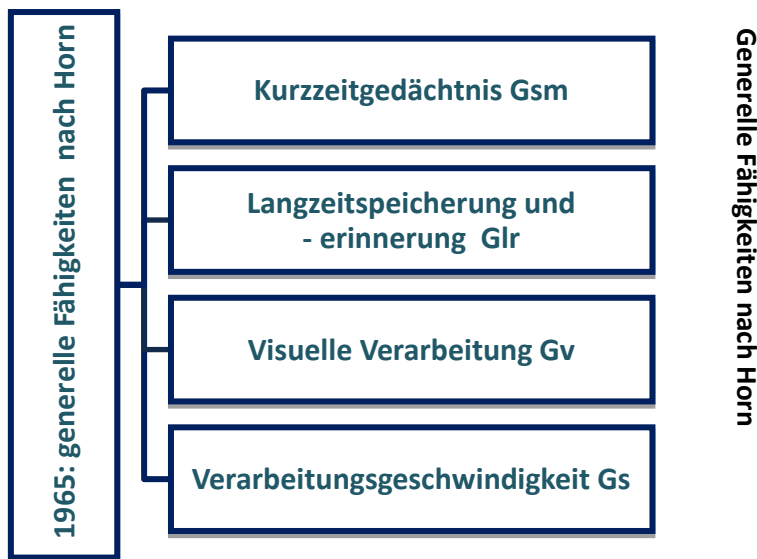 1965: generelle Fähigkeiten nach Horn
Kurzzeitgedächtnis Gsm
Langzeitspeicherung und
- erinnerung Glr
Visuelle Verarbeitung Gv
Verarbeitungsgeschwindigkeit Gs
Generelle Fähigkeiten nach Horn